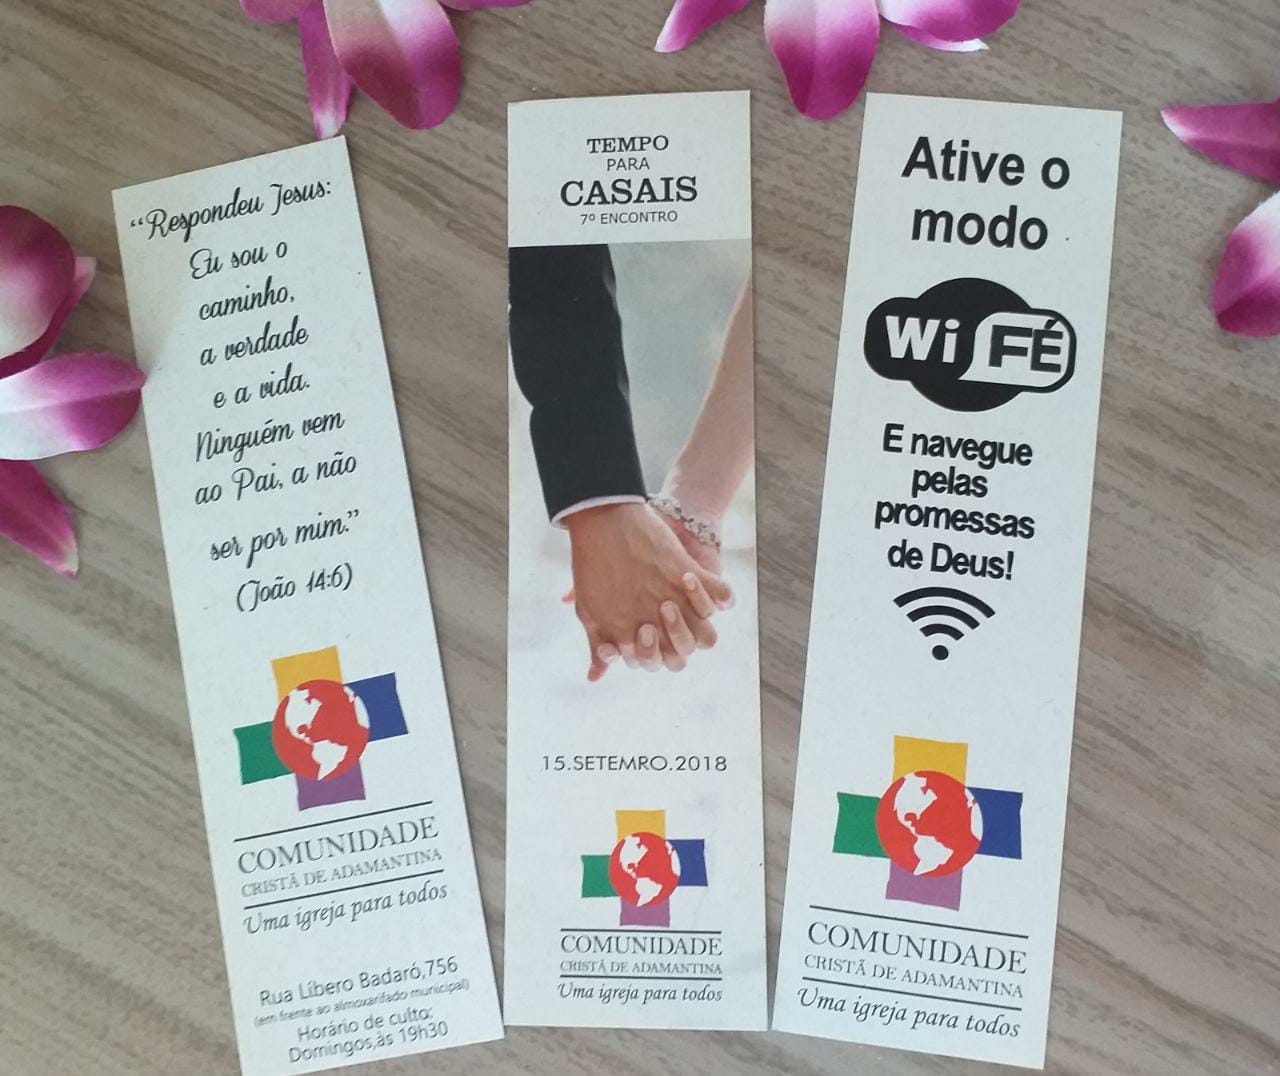 “Respondeu Jesus:
Eu sou o
caminho,
a verdade
e a vida.
Ninguém vem
ao Pai, a não
ser por mim.”
(João 14:6)
COMUNIDADE
CRISTÃ DE ADAMANTINA
Uma igreja para todos
Rua Líbero Badaró,756
(em frente ao almoxarifado municipal)
Horário de culto:
Domingos,às 19h30
TEMPO
PARA
CASAIS
7º ENCONTRO
15.SETEMRO.2018
COMUNIDADE
CRISTÃ DE ADAMANTINA
Uma igreja para todos
Ative o
modo
Wi FÉ
E navegue
pelas
promessas
de Deus!
COMUNIDADE
CRISTÃ DE ADAMANTINA
Uma igreja para todos